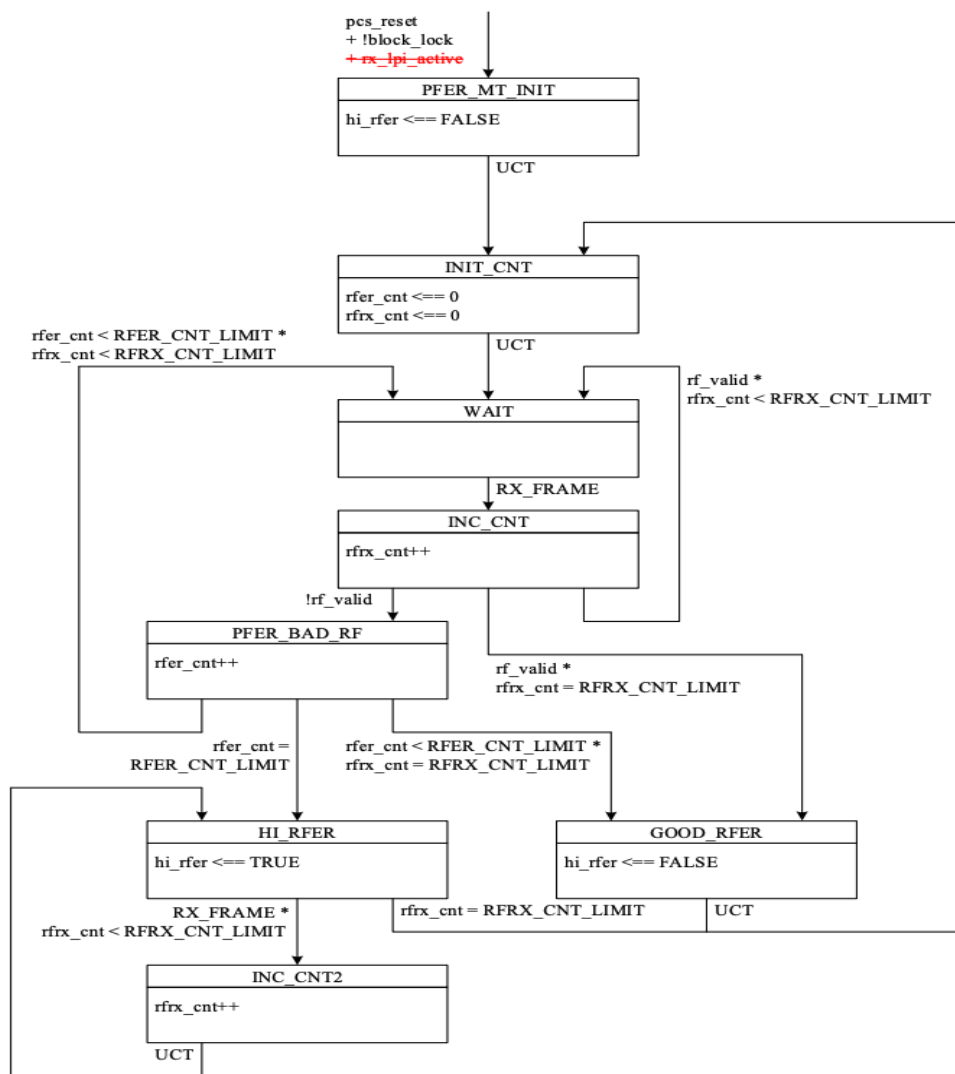 pcs_reset
+ !block_lock
+ rx_lpi_active
PFER_MT_INIT
hi_rfer <== FALSE
UCT
INIT_CNT
rfer_cnt <== 0
rfrx_cnt <== 0
UCT
rfer_cnt < RFER_CNT_LIMIT *
rfrx_cnt < RFRX_CNT_LIMIT
rf_valid *
rfrx_cnt < RFRX_CNT_LIMIT
WAIT
RX_FRAME
INC_CNT
rfrx_cnt++
!rf_valid
PFER_BAD_RF
rfer_cnt++
rf_valid *
rfrx_cnt = RFRX_CNT_LIMIT
rfer_cnt =
RFER_CNT_LIMIT
rfer_cnt < RFER_CNT_LIMIT *
rfrx_cnt = RFRX_CNT_LIMIT
HI_RFER
hi_rfer <== TRUE
GOOD_RFER
hi_rfer <== FALSE
RX_FRAME *
rfrx_cnt < RFRX_CNT_LIMIT
rfrx_cnt = RFRX_CNT_LIMIT
UCT
INC_CNT2
rfrx_cnt++
UCT